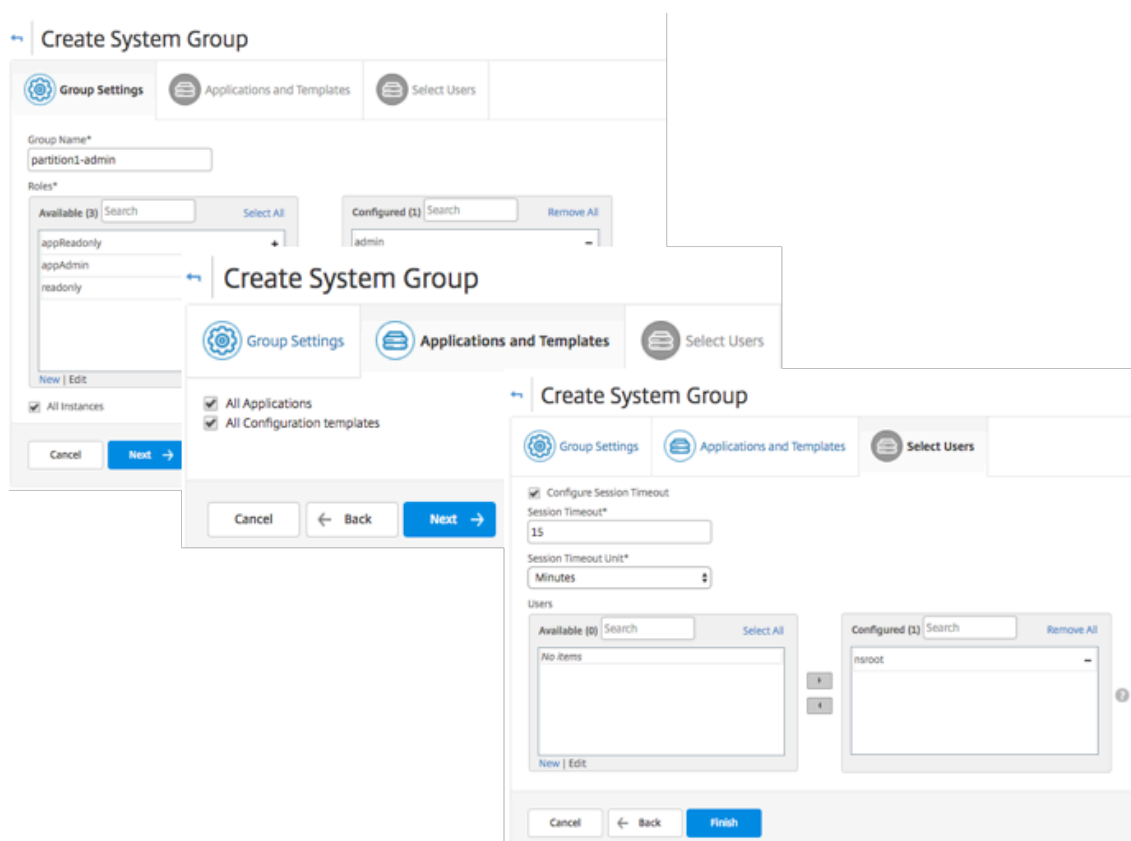 Create System Group
Group Settings
Applications and Templates
Select Users
Group Name*
partition1-admin
Roles*
Available (3)
Search
Select All
Configured (1)
Search
Remove All
appReadonly
+
admin
−
appAdmin
readonly
New | Edit
All Instances
Cancel
Next
Create System Group
Group Settings
Applications and Templates
Select Users
All Applications
All Configuration templates
Cancel
Back
Next
Create System Group
Group Settings
Applications and Templates
Select Users
Configure Session Timeout
Session Timeout*
15
Session Timeout Unit*
Minutes
Users
Available (0)
Search
Select All
Configured (1)
Search
Remove All
No items
nsroot
−
?
New | Edit
Cancel
Back
Finish